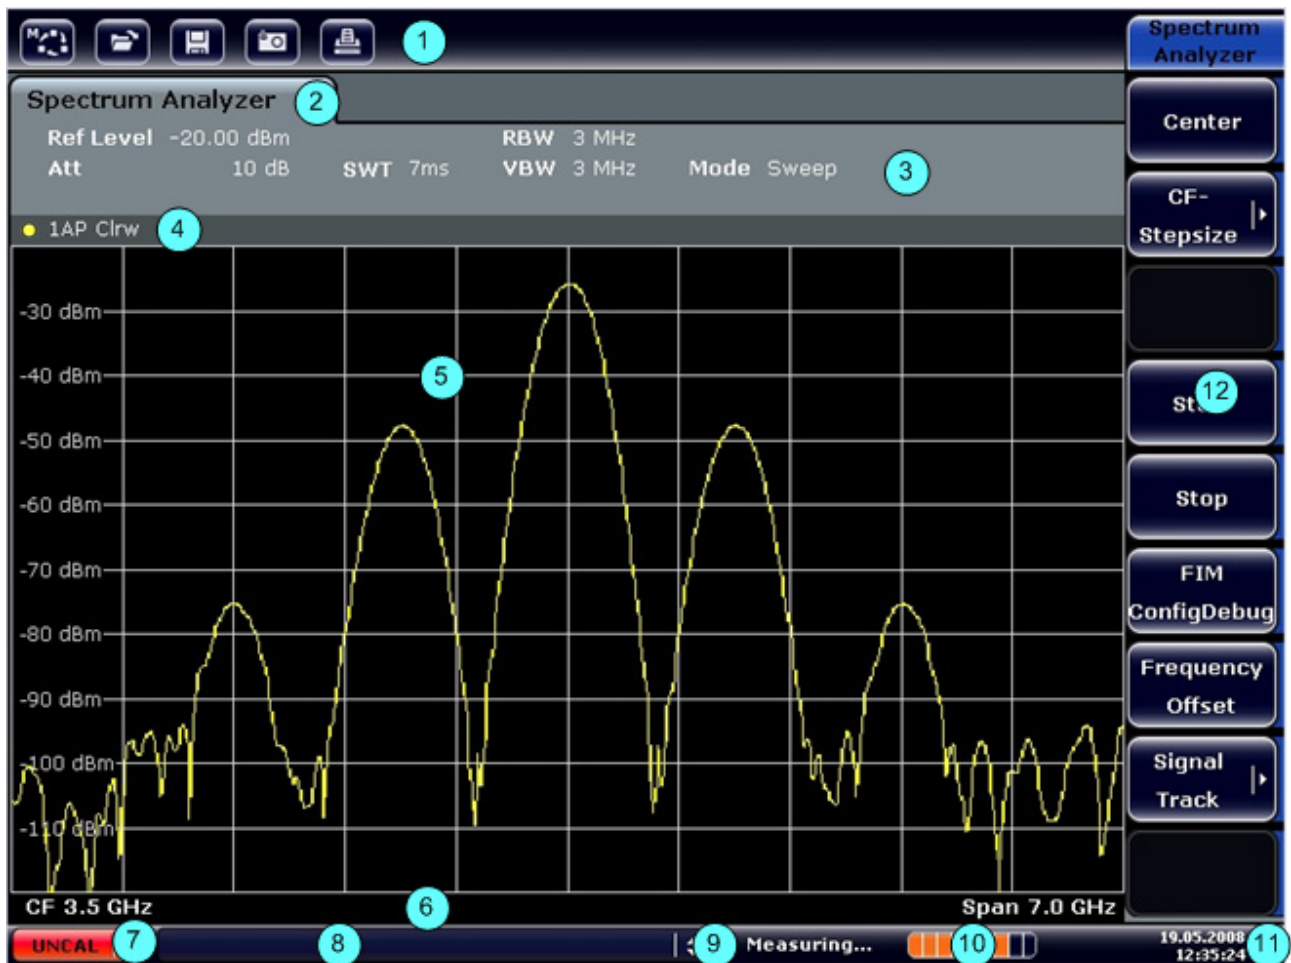 M
1
Spectrum
Analyzer
Spectrum Analyzer 2
Ref Level -20.00 dBm RBW 3 MHz
Att 10 dB SWT 7ms VBW 3 MHz Mode Sweep 3
1AP Clrw 4
-30 dBm
-40 dBm
5
-50 dBm
-60 dBm
-70 dBm
-80 dBm
-90 dBm
-100 dBm
-110 dBm
CF 3.5 GHz 6 Span 7.0 GHz
UNCAL 7 8 9 Measuring... 10 19.05.2008
12:35:24 11
Center
CF-
Stepsize
12
Stop
FIM
ConfigDebug
Frequency
Offset
Signal
Track